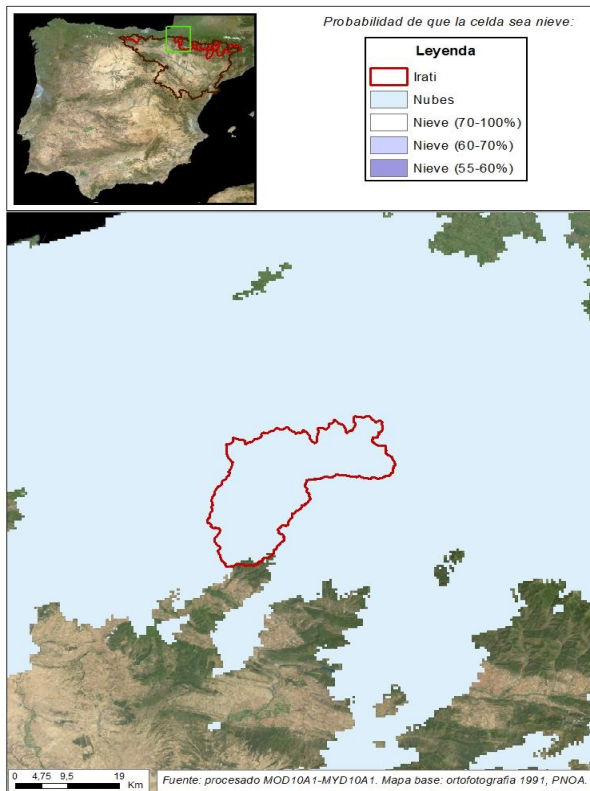 Probabilidad de que la celda sea nieve:
Leyenda
Irati
Nubes
Nieve (70-100%)
Nieve (60-70%)
Nieve (55-60%)
0 4,75 9,5 19
Km
Fuente: procesado MOD10A1-MYD10A1. Mapa base: ortofotografia 1991, PNOA.